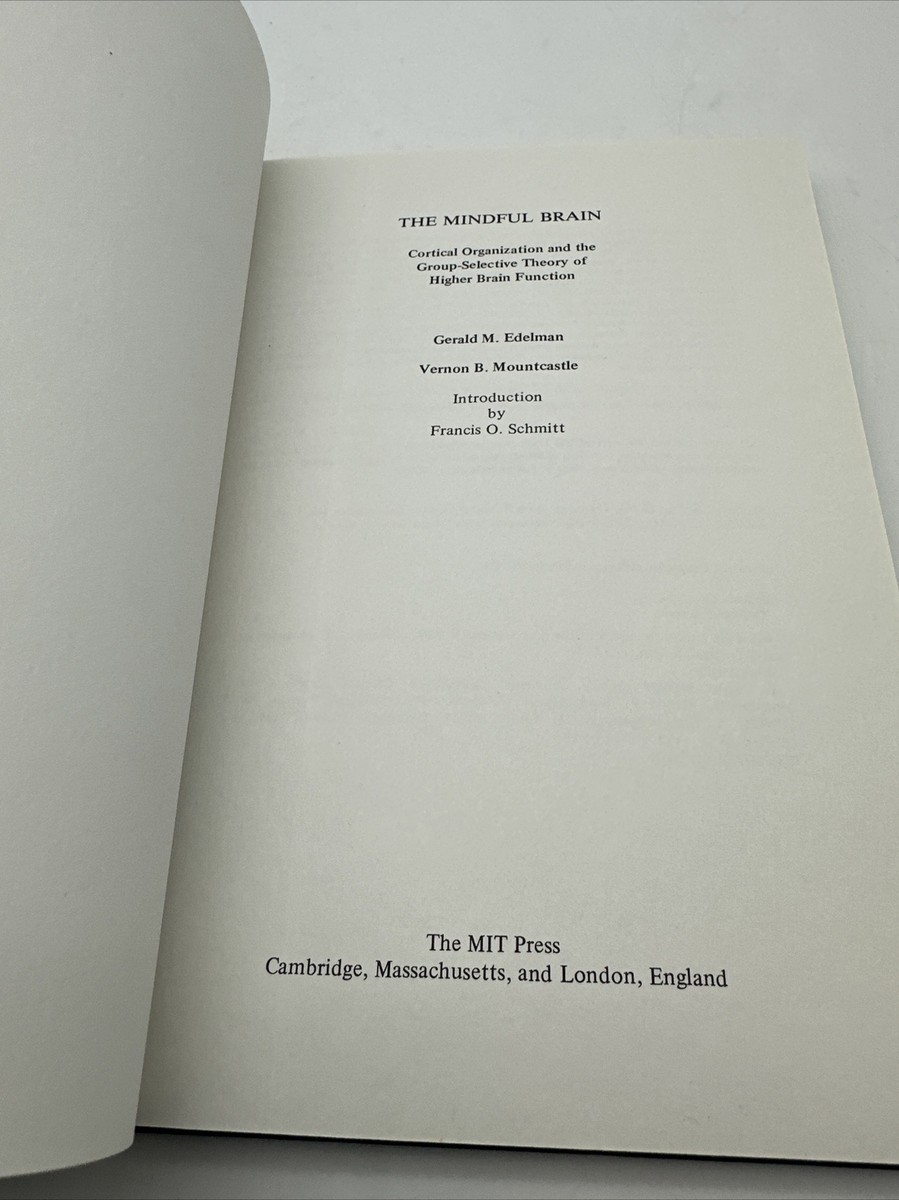 THE MINDFUL BRAIN
Cortical Organization and the
Group-Selective Theory of
Higher Brain Function
Gerald M. Edelman
Vernon B. Mountcastle
Introduction
by
Francis O. Schmitt
The MIT Press
Cambridge, Massachusetts, and London, England